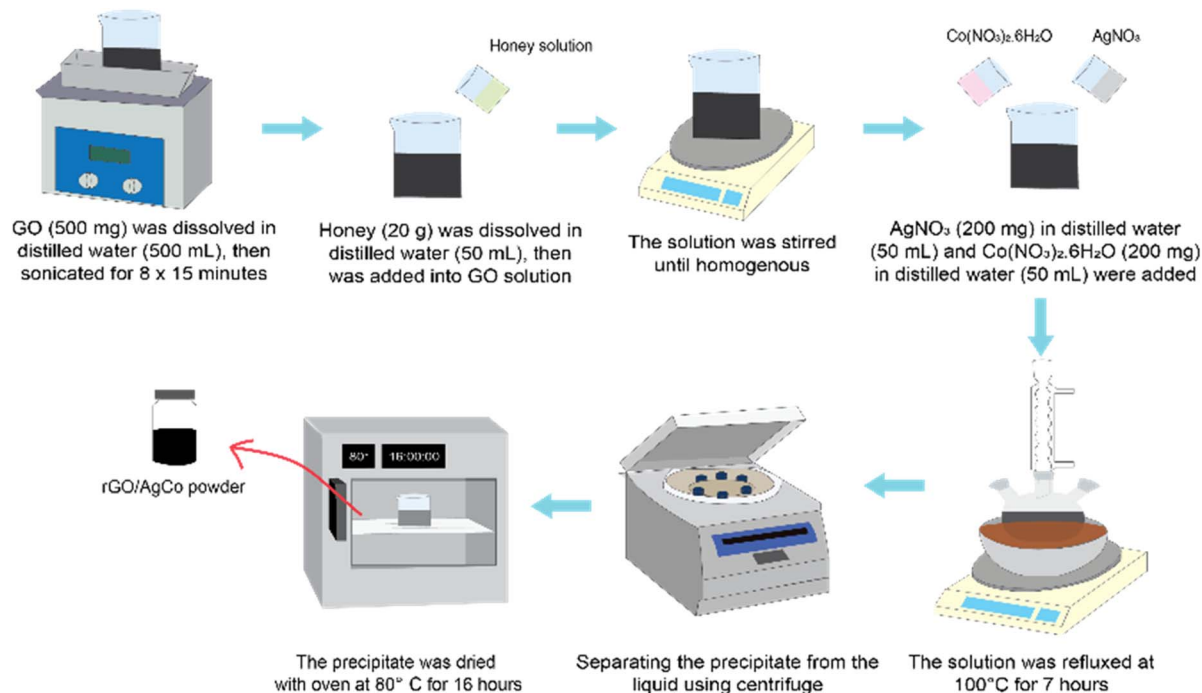 Honey solution
Co(NO₃)₂.6H₂O
AgNO₃
GO (500 mg) was dissolved in
distilled water (500 mL), then
sonicated for 8 x 15 minutes
Honey (20 g) was dissolved in
distilled water (50 mL), then
was added into GO solution
The solution was stirred
until homogenous
AgNO₃ (200 mg) in distilled water
(50 mL) and Co(NO₃)₂.6H₂O (200 mg)
in distilled water (50 mL) were added
rGO/AgCo powder
80° 16:00:00
The precipitate was dried
with oven at 80° C for 16 hours
Separating the precipitate from the
liquid using centrifuge
The solution was refluxed at
100°C for 7 hours